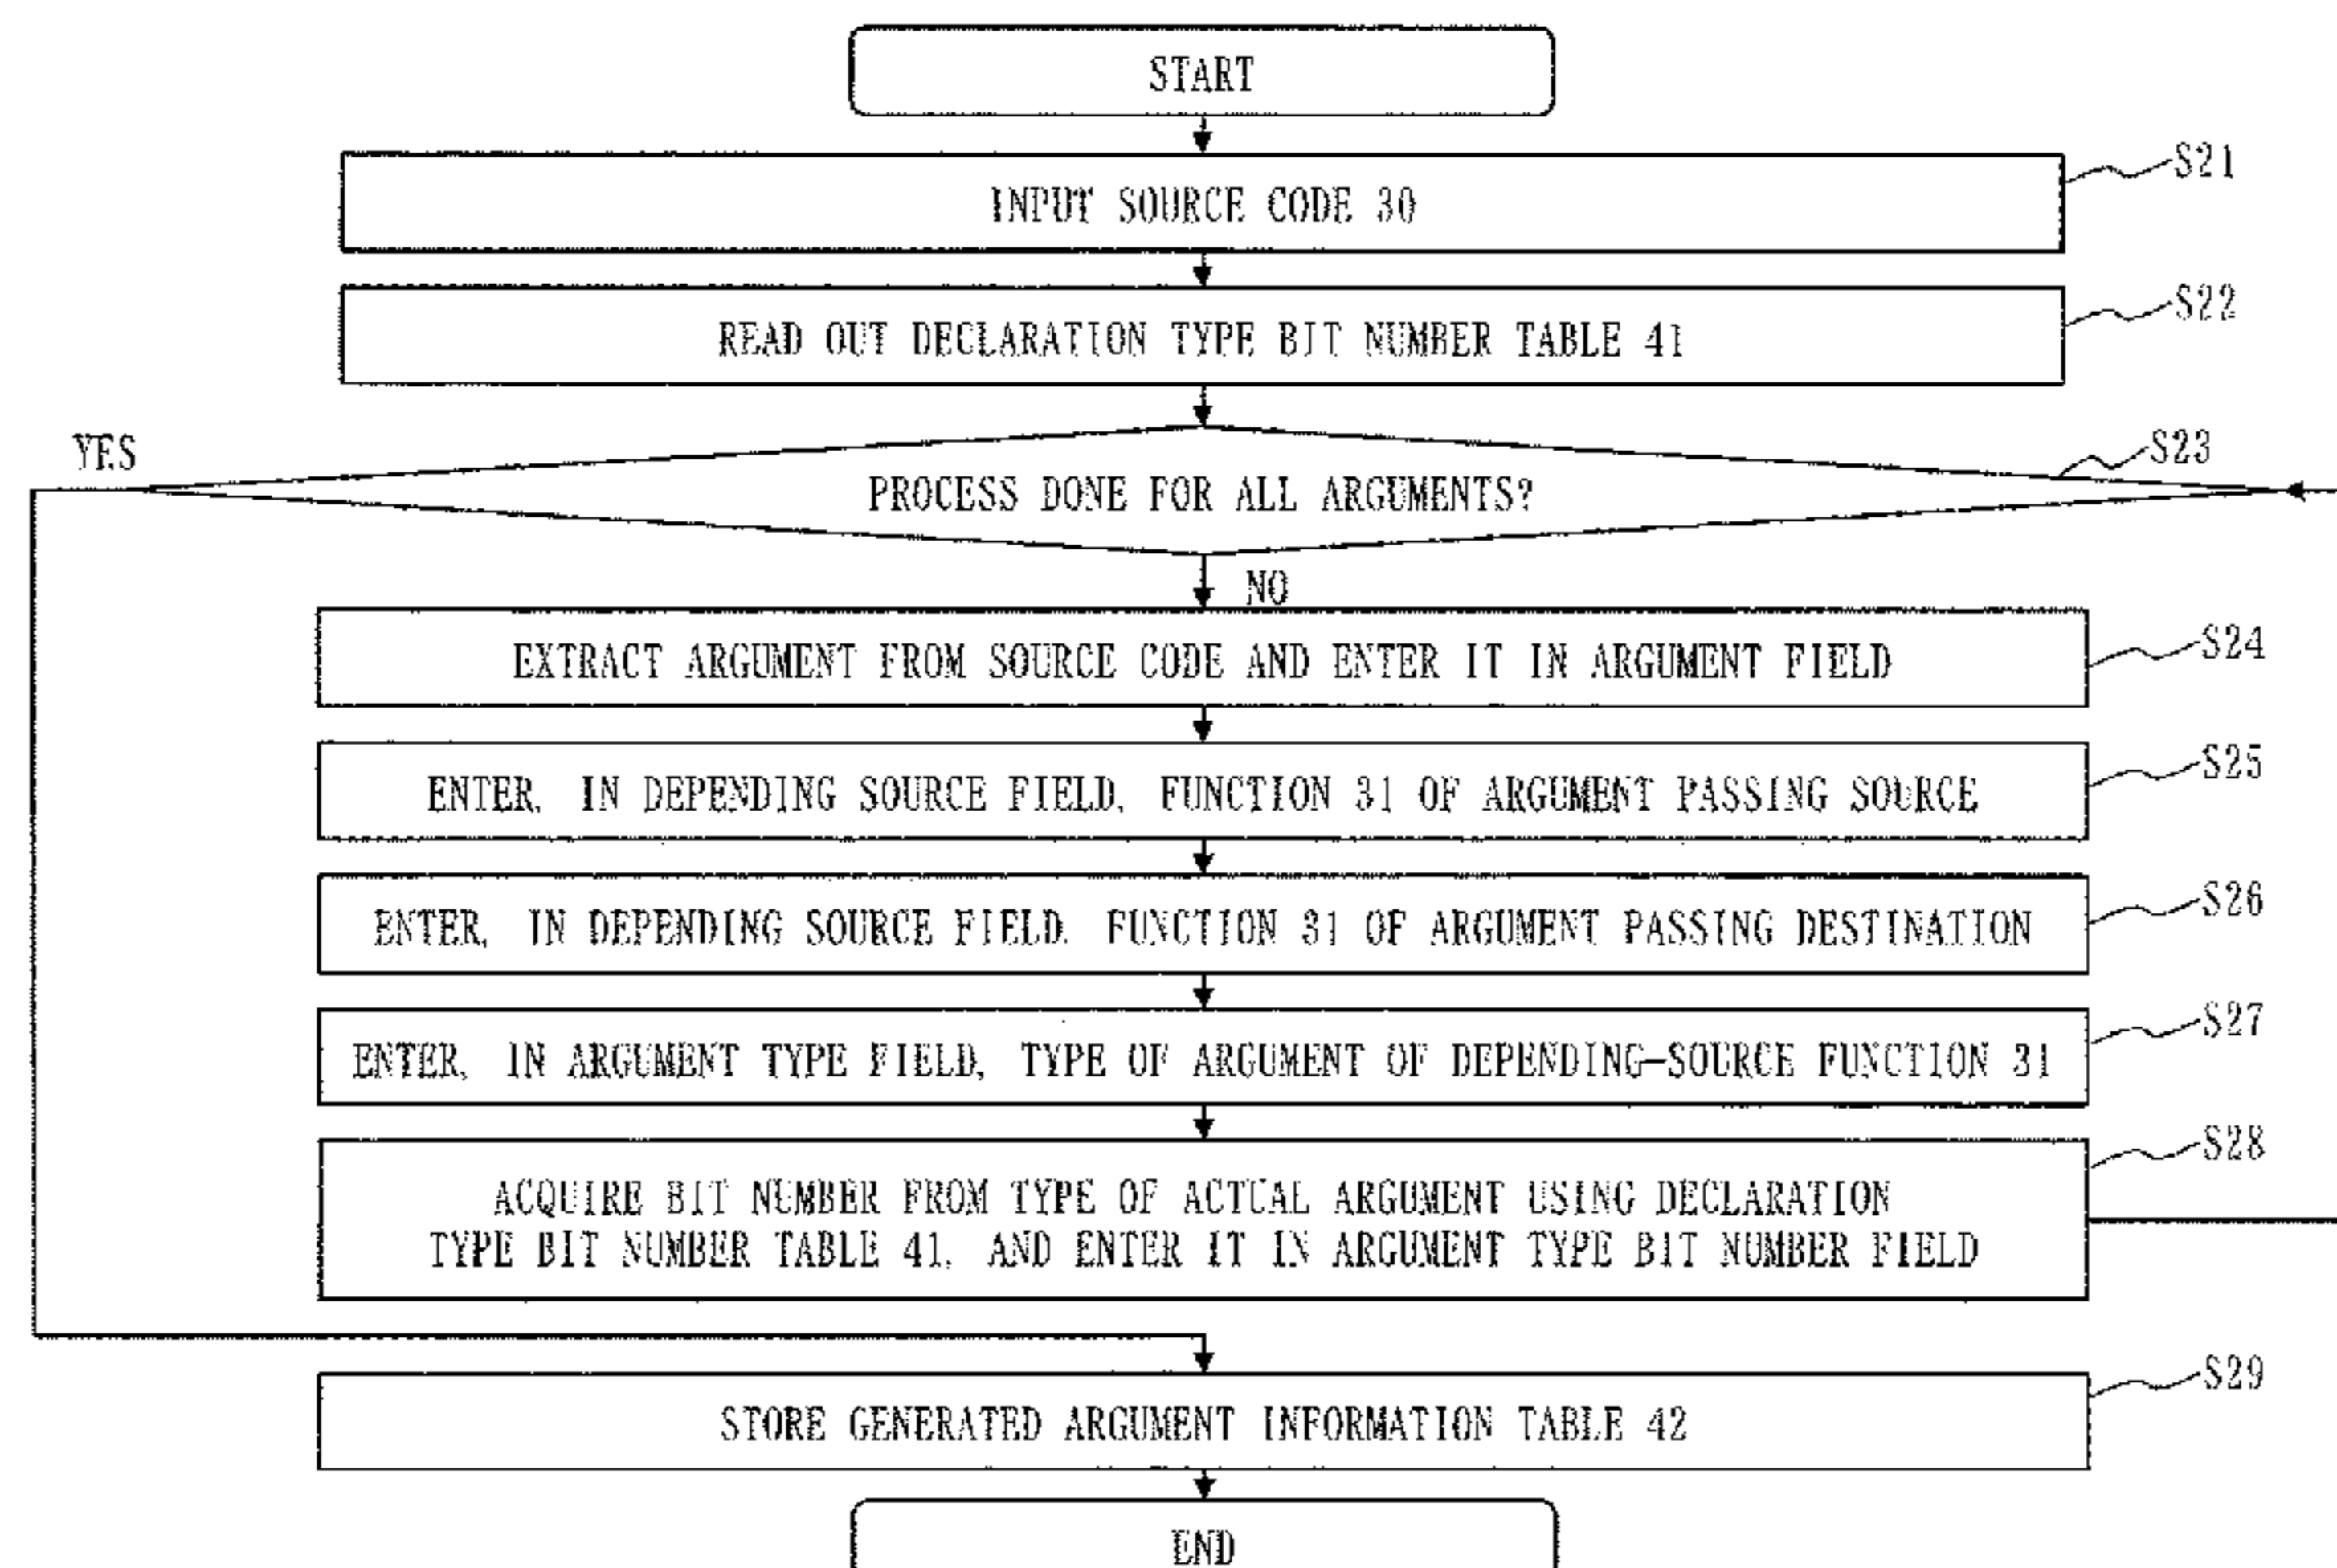 START
S21
INPUT SOURCE CODE 30
S22
READ OUT DECLARATION TYPE BIT NUMBER TABLE 41
YES
S23
PROCESS DONE FOR ALL ARGUMENTS?
NO
S24
EXTRACT ARGUMENT FROM SOURCE CODE AND ENTER IT IN ARGUMENT FIELD
S25
ENTER, IN DEPENDING SOURCE FIELD, FUNCTION 31 OF ARGUMENT PASSING SOURCE
S26
ENTER, IN DEPENDING SOURCE FIELD, FUNCTION 31 OF ARGUMENT PASSING DESTINATION
S27
ENTER, IN ARGUMENT TYPE FIELD, TYPE OF ARGUMENT OF DEPENDING-SOURCE FUNCTION 31
S28
ACQUIRE BIT NUMBER FROM TYPE OF ACTUAL ARGUMENT USING DECLARATION
TYPE BIT NUMBER TABLE 41, AND ENTER IT IN ARGUMENT TYPE BIT NUMBER FIELD
S29
STORE GENERATED ARGUMENT INFORMATION TABLE 42
END